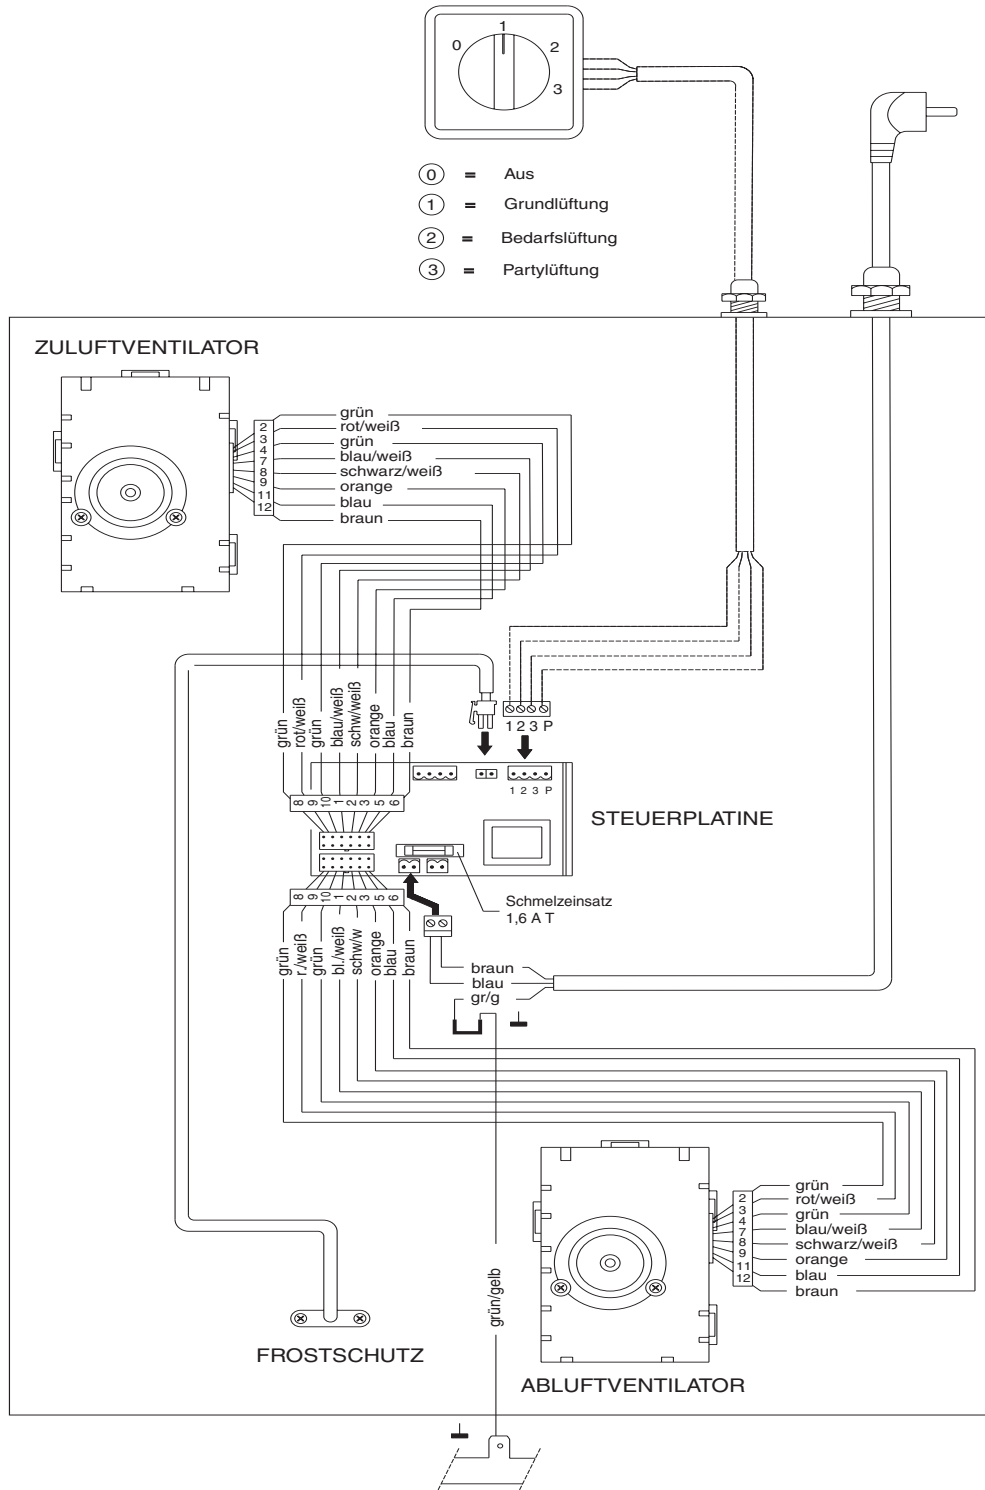 0
1
2
3
0 = Aus
1 = Grundlüftung
2 = Bedarfslüftung
3 = Partylüftung
ZULUFTVENTILATOR
2
3
4
7
8
9
11
12
grün
rot/weiß
grün
blau/weiß
schwarz/weiß
orange
blau
braun
grün
rot/weiß
grün
blau/weiß
schw/weiß
orange
blau
braun
1 2 3 P
1 2 3 P
8 9 10 1 2 3 5 6
STEUERPLATINE
Schmelzeinsatz
1,6 A T
8 9 10 1 2 3 5 6
grün
r./weiß
grün
bl./weiß
schw/w
orange
blau
braun
braun
blau
gr/g
2
3
4
7
8
9
11
12
grün
rot/weiß
grün
blau/weiß
schwarz/weiß
orange
blau
braun
grün/gelb
FROSTSCHUTZ
ABLUFTVENTILATOR